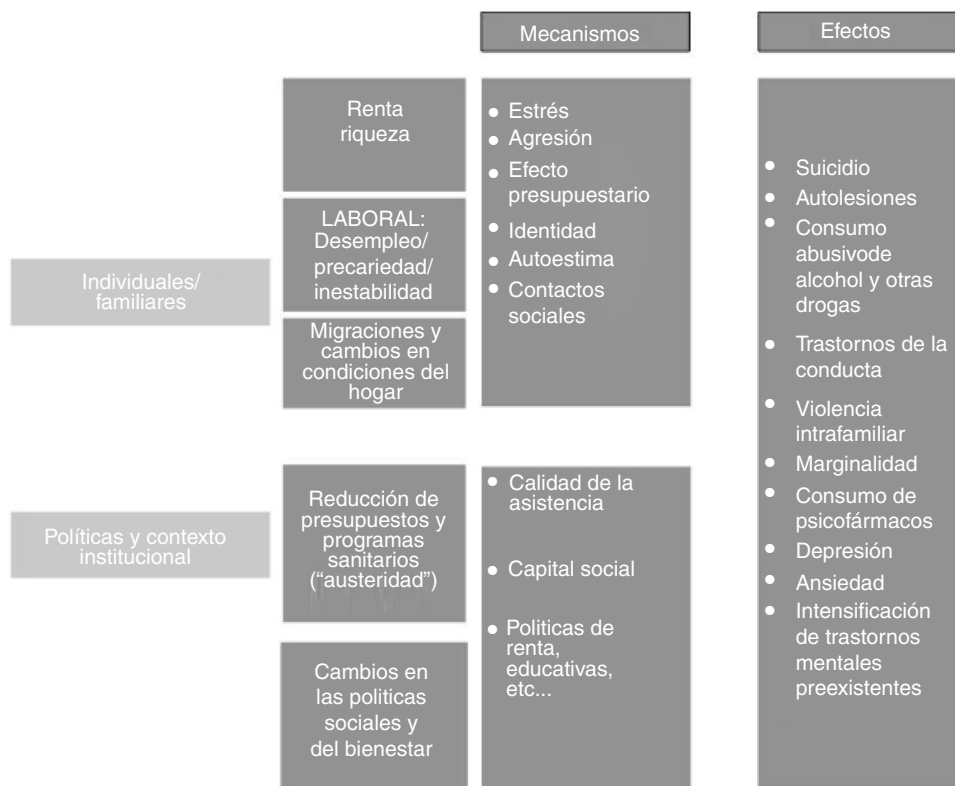 Mecanismos
Efectos
Individuales/
familiares
Renta
riqueza
LABORAL:
Desempleo/
precariedad/
inestabilidad
Migraciones y
cambios en
condiciones del
hogar
• Estrés
• Agresión
• Efecto
presupuestario
• Identidad
• Autoestima
• Contactos
sociales
Políticas y contexto
institucional
Reducción de
presupuestos y
programas
sanitarios
(“austeridad”)
Cambios en
las politicas
sociales y
del bienestar
• Calidad de la
asistencia
• Capital social
• Politicas de
renta,
educativas,
etc...
• Suicidio
• Autolesiones
• Consumo
abusivode
alcohol y otras
drogas
• Trastornos de la
conducta
• Violencia
intrafamiliar
• Marginalidad
• Consumo de
psicofármacos
• Depresión
• Ansiedad
• Intensificación
de trastornos
mentales
preexistentes